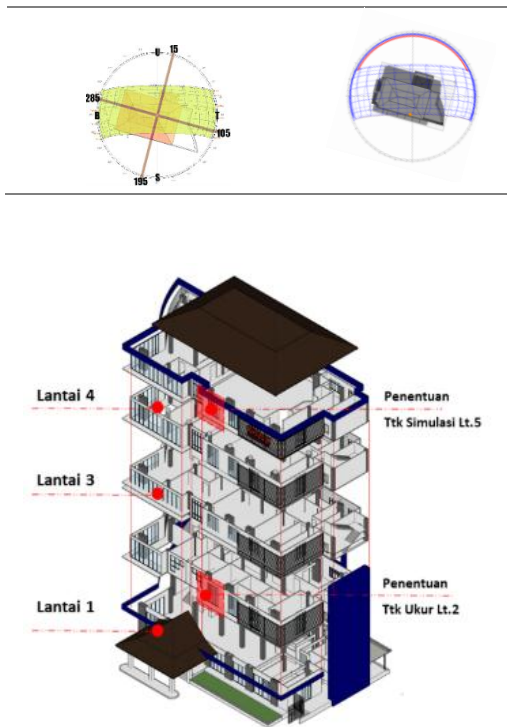 U
15
285
B
T
105
195
S
Lantai 4
Penentuan
Ttk Simulasi Lt.5
Lantai 3
Penentuan
Ttk Ukur Lt.2
Lantai 1